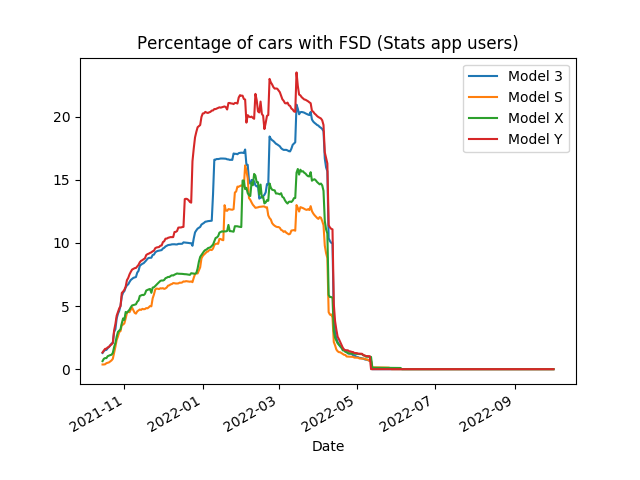 Percentage of cars with FSD (Stats app users)
Model 3
Model S
Model X
Model Y
20
15
10
5
0
2021-11
2022-01
2022-03
2022-05
2022-07
2022-09
Date